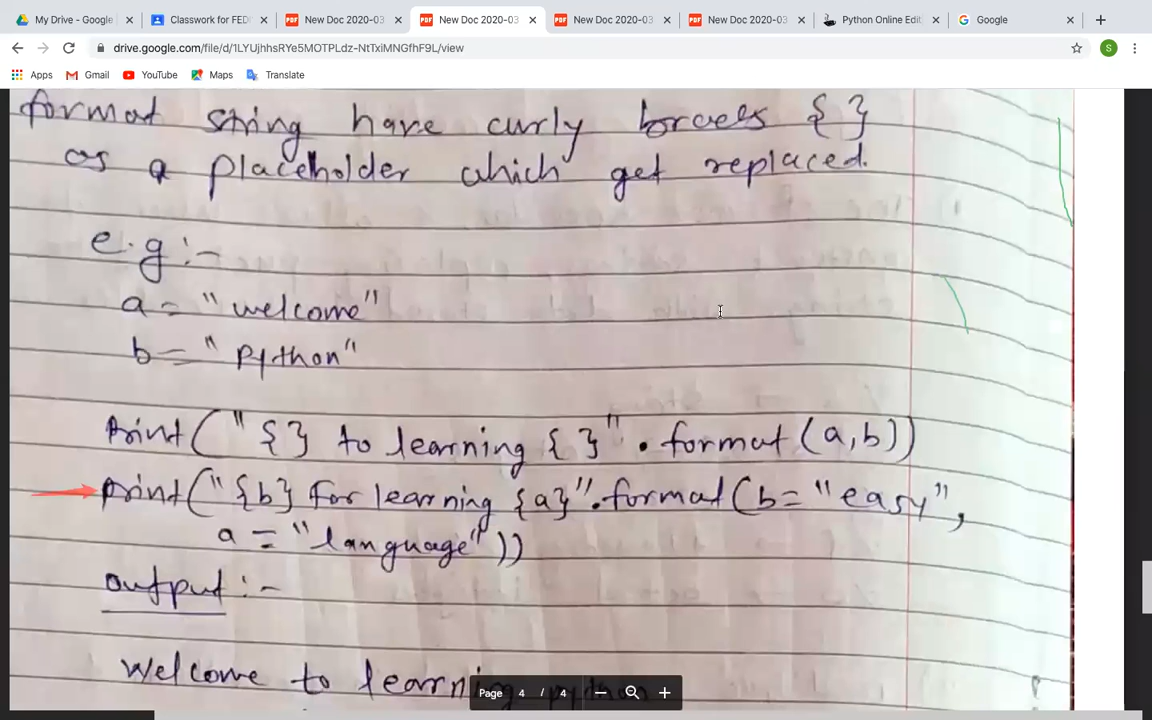 My Drive - Google
Classwork for FED
New Doc 2020-03
New Doc 2020-03
New Doc 2020-03
New Doc 2020-03
Python Online Edit
Google
drive.google.com/file/d/1LYUjhhsRYe5MOTPLdz-NtTxiMNGfhF9L/view
S
Apps
Gmail
YouTube
Maps
Translate
format string have curly braces { }
as a placeholder which get replaced.
e.g :-
a = "welcome"
b = "python"
print("{} to learning { }".format(a,b))
print("{b} for learning {a}".format(b="easy",
a = "language"))
output :-
Welcome to learning python
Page 4 / 4